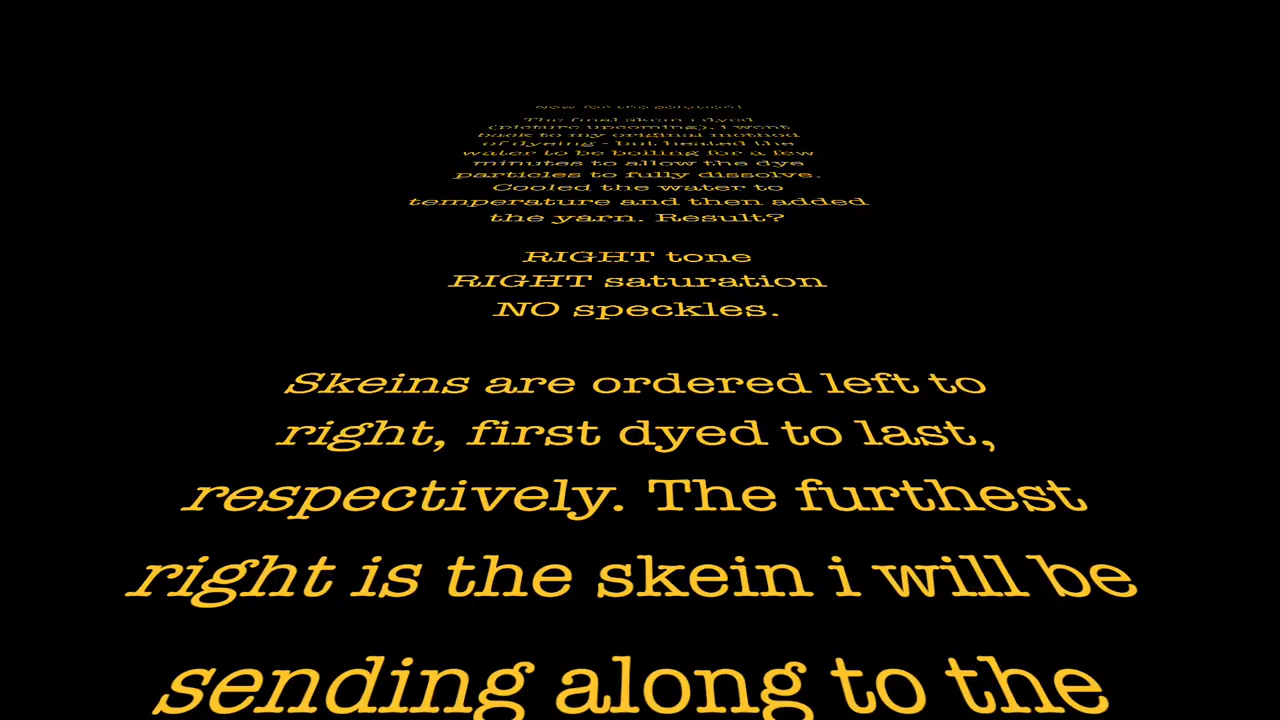 Now for the solution!
The final skein i dyed
(picture upcoming), i went
back to my original method
of dyeing - but heated the
water to be boiling for a few
minutes to allow the dye
particles to fully dissolve.
Cooled the water to
temperature and then added
the yarn. Result?
RIGHT tone
RIGHT saturation
NO speckles.
Skeins are ordered left to
right, first dyed to last,
respectively. The furthest
right is the skein i will be
sending along to the